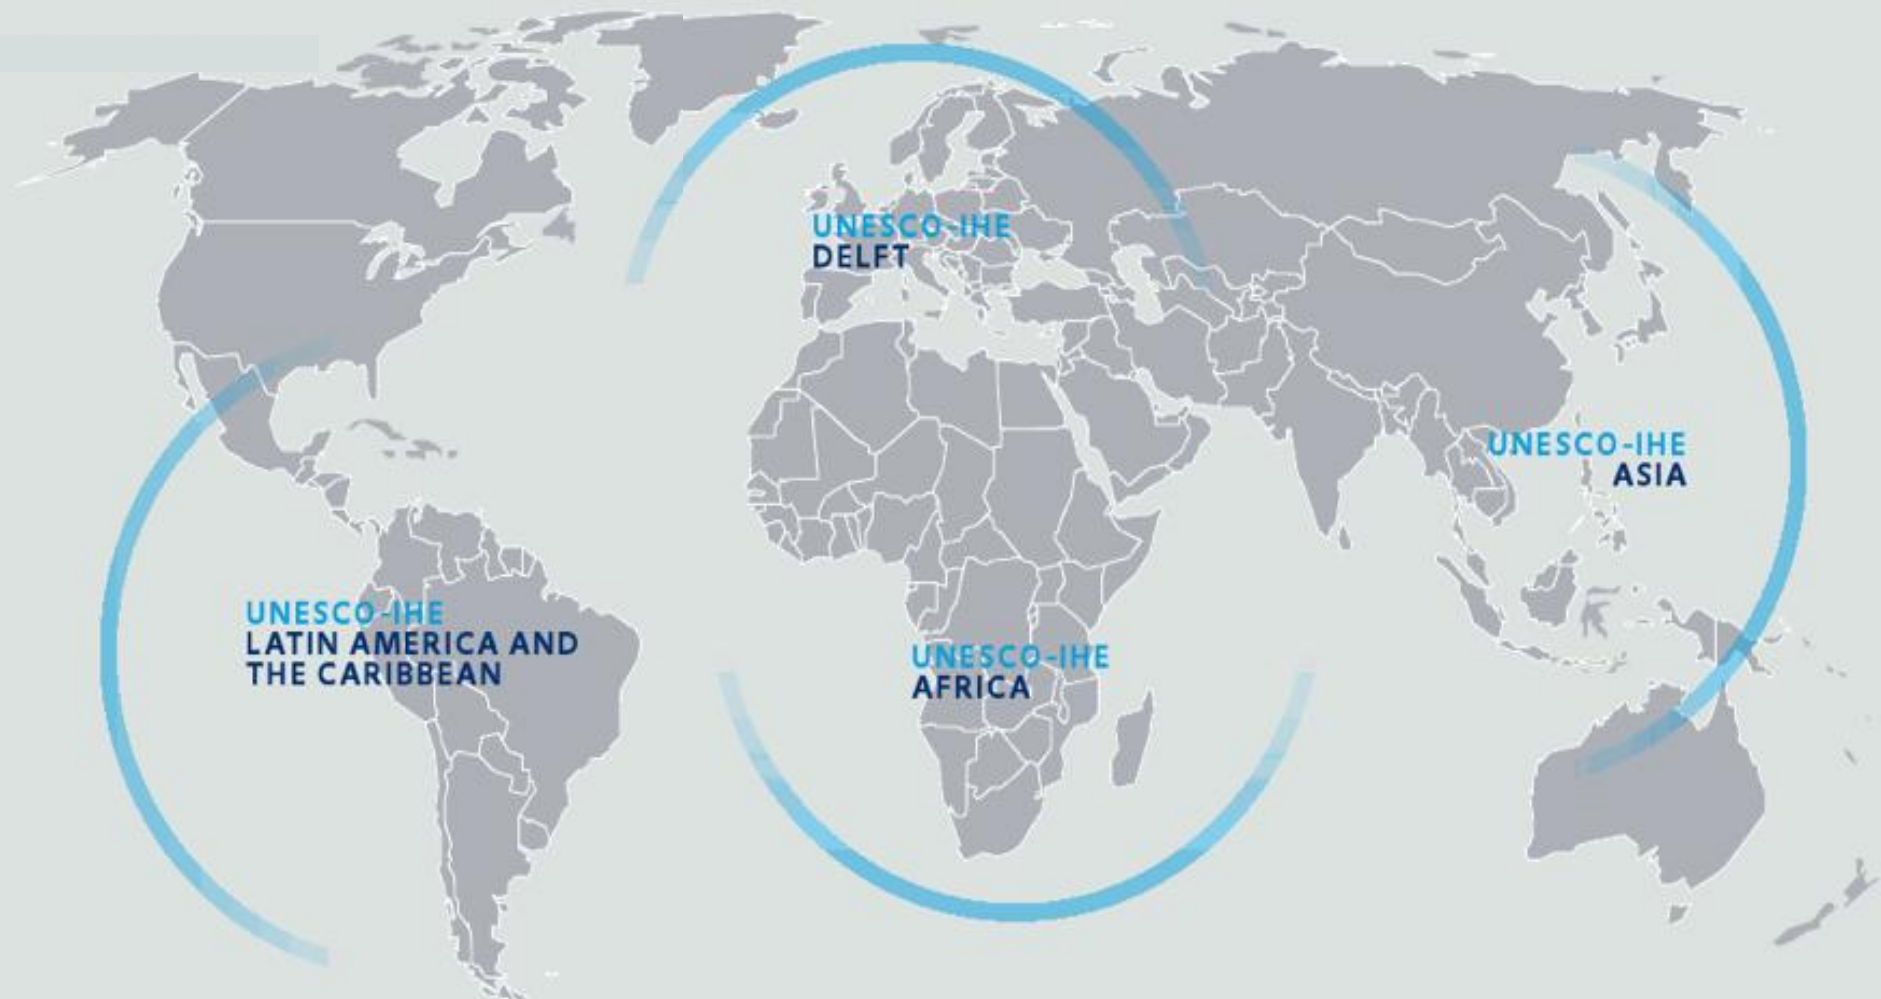 UNESCO-IHE
DELFT
UNESCO-IHE
ASIA
UNESCO-IHE
LATIN AMERICA AND
THE CARIBBEAN
UNESCO-IHE
AFRICA